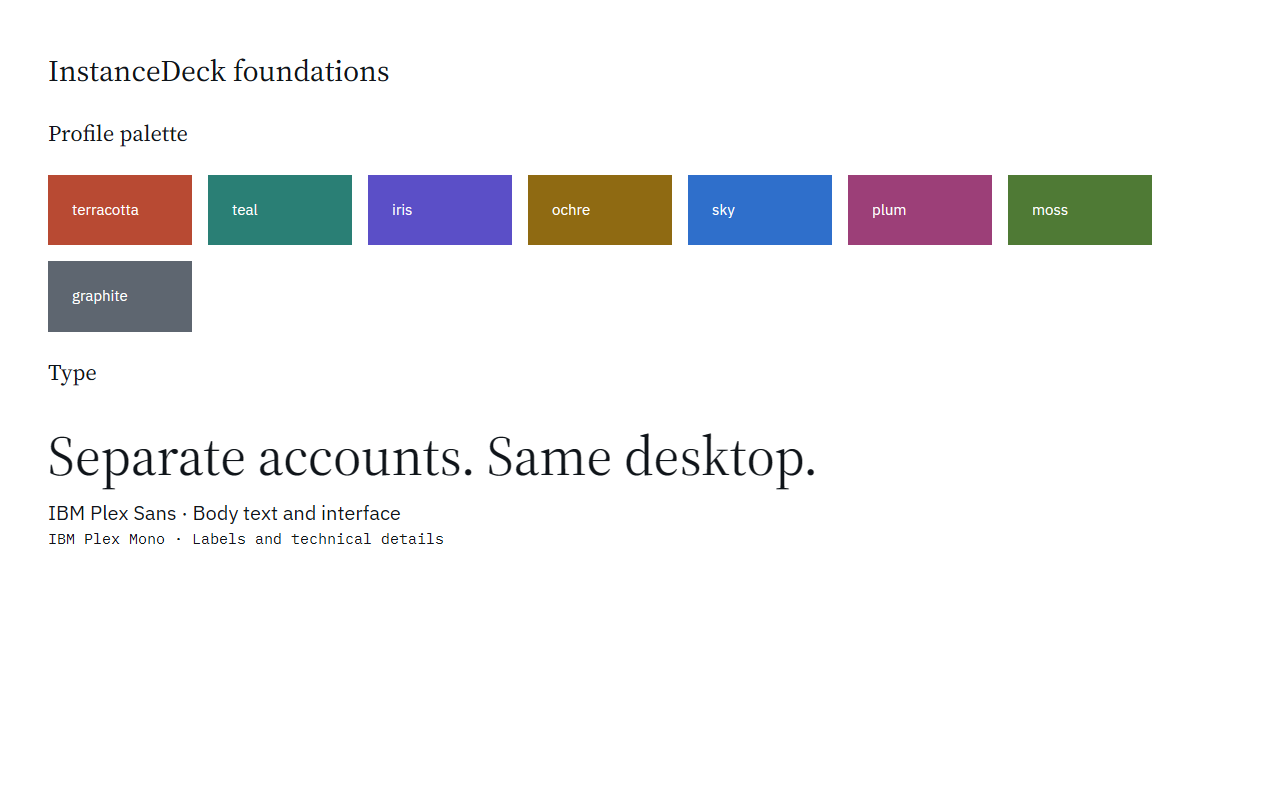 InstanceDeck foundations
Profile palette
terracotta
teal
iris
ochre
sky
plum
moss
graphite
Type
Separate accounts. Same desktop.
IBM Plex Sans · Body text and interface
IBM Plex Mono · Labels and technical details